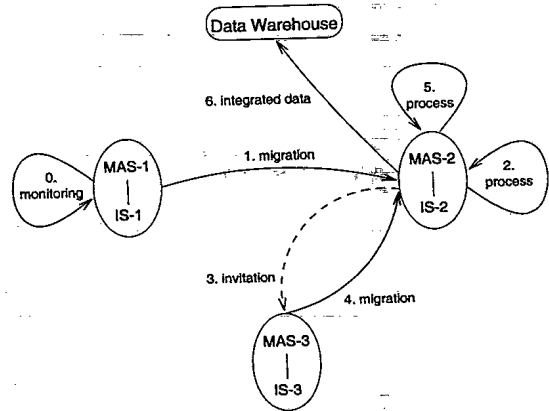 Data Warehouse
6. integrated data
5.
process
0.
monitoring
MAS-1
IS-1
1. migration
MAS-2
IS-2
2.
process
3. invitation
4. migration
MAS-3
IS-3